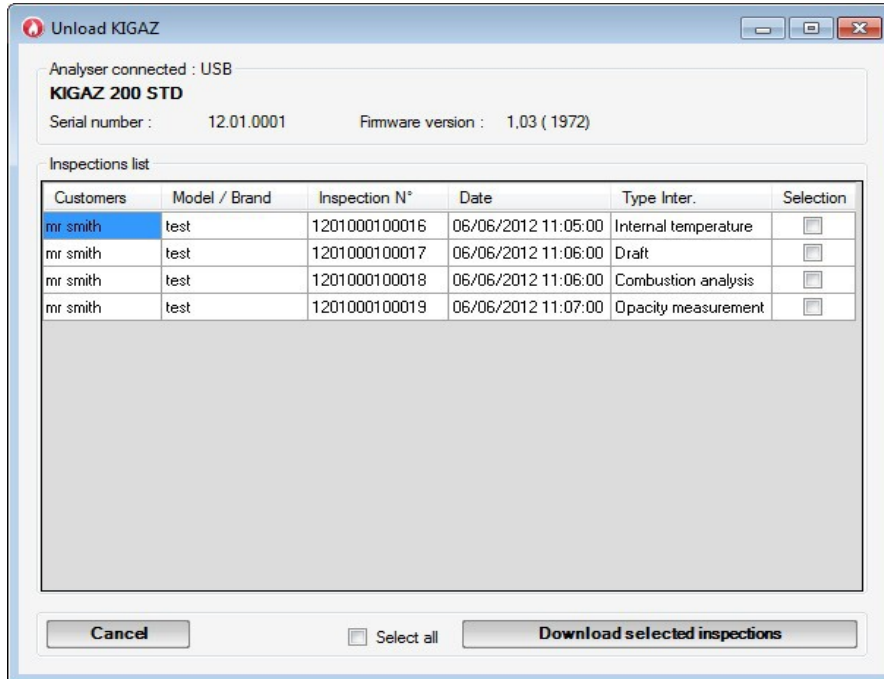 Unload KIGAZ
Analyser connected : USB
KIGAZ 200 STD
Serial number : 12.01.0001 Firmware version : 1,03 ( 1972)
Inspections list
Customers Model / Brand Inspection N° Date Type Inter. Selection
mr smith test 1201000100016 06/06/2012 11:05:00 Internal temperature
mr smith test 1201000100017 06/06/2012 11:06:00 Draft
mr smith test 1201000100018 06/06/2012 11:06:00 Combustion analysis
mr smith test 1201000100019 06/06/2012 11:07:00 Opacity measurement
Cancel Select all Download selected inspections